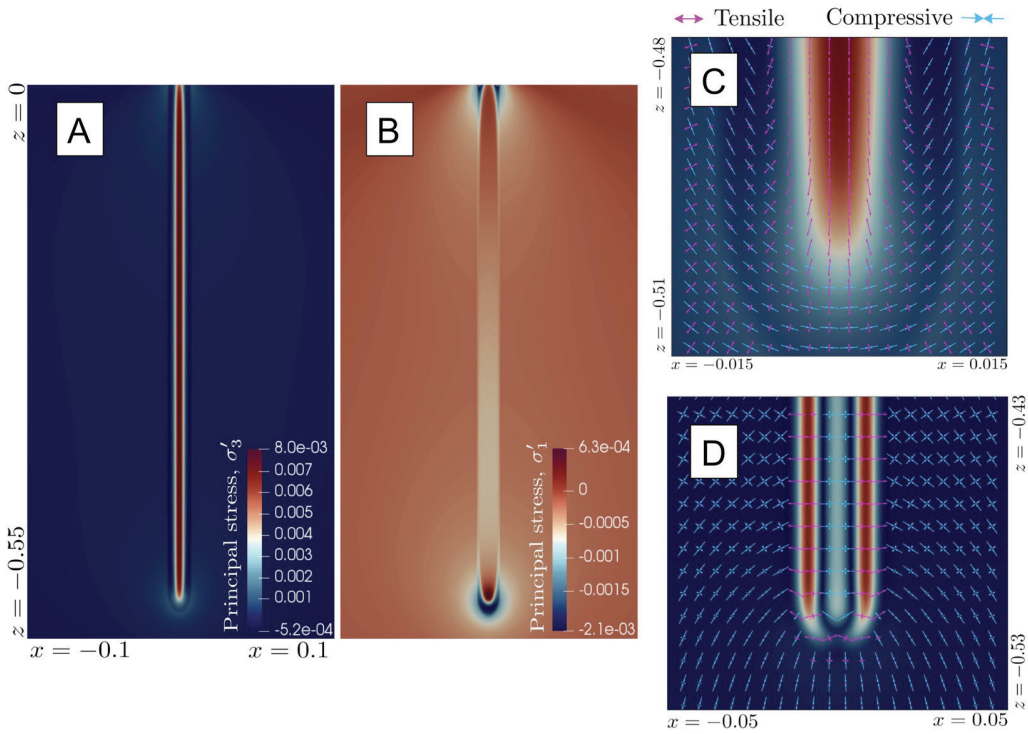 Tensile Compressive
A
z = 0
z = −0.55
x = −0.1
x = 0.1
Principal stress, σ′₃
8.0e-03
0.007
0.006
0.005
0.004
0.003
0.002
0.001
-5.2e-04
B
Principal stress, σ′₁
6.3e-04
0
-0.0005
-0.001
-0.0015
-2.1e-03
C
z = −0.48
z = −0.51
x = −0.015
x = 0.015
D
z = −0.43
z = −0.53
x = −0.05
x = 0.05